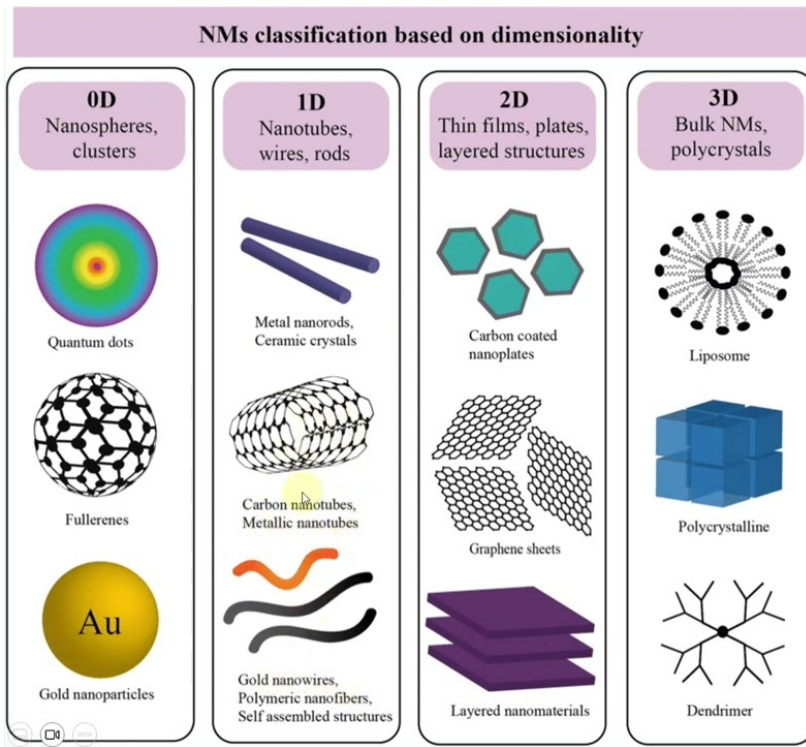 NMs classification based on dimensionality
0D
Nanospheres,
clusters
Quantum dots
Fullerenes
Au
Gold nanoparticles
1D
Nanotubes,
wires, rods
Metal nanorods,
Ceramic crystals
Carbon nanotubes,
Metallic nanotubes
Gold nanowires,
Polymeric nanofibers,
Self assembled structures
2D
Thin films, plates,
layered structures
Carbon coated
nanoplates
Graphene sheets
Layered nanomaterials
3D
Bulk NMs,
polycrystals
Liposome
Polycrystalline
Dendrimer